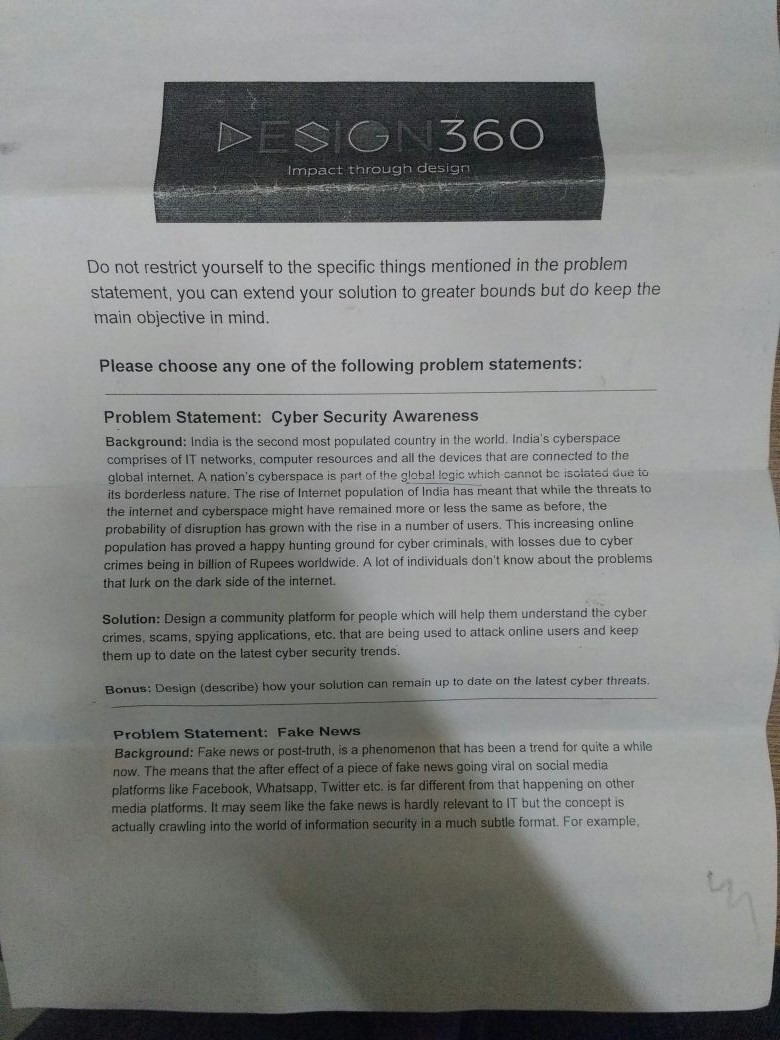 DESIGN360
Impact through design
Do not restrict yourself to the specific things mentioned in the problem
statement, you can extend your solution to greater bounds but do keep the
main objective in mind.
Please choose any one of the following problem statements:
Problem Statement: Cyber Security Awareness
Background: India is the second most populated country in the world. India's cyberspace
comprises of IT networks, computer resources and all the devices that are connected to the
global internet. A nation's cyberspace is part of the global logic which cannot be isolated due to
its borderless nature. The rise of Internet population of India has meant that while the threats to
the internet and cyberspace might have remained more or less the same as before, the
probability of disruption has grown with the rise in a number of users. This increasing online
population has proved a happy hunting ground for cyber criminals, with losses due to cyber
crimes being in billion of Rupees worldwide. A lot of individuals don't know about the problems
that lurk on the dark side of the internet.
Solution: Design a community platform for people which will help them understand the cyber
crimes, scams, spying applications, etc. that are being used to attack online users and keep
them up to date on the latest cyber security trends.
Bonus: Design (describe) how your solution can remain up to date on the latest cyber threats.
Problem Statement: Fake News
Background: Fake news or post-truth, is a phenomenon that has been a trend for quite a while
now. The means that the after effect of a piece of fake news going viral on social media
platforms like Facebook, Whatsapp, Twitter etc. is far different from that happening on other
media platforms. It may seem like the fake news is hardly relevant to IT but the concept is
actually crawling into the world of information security in a much subtle format. For example,